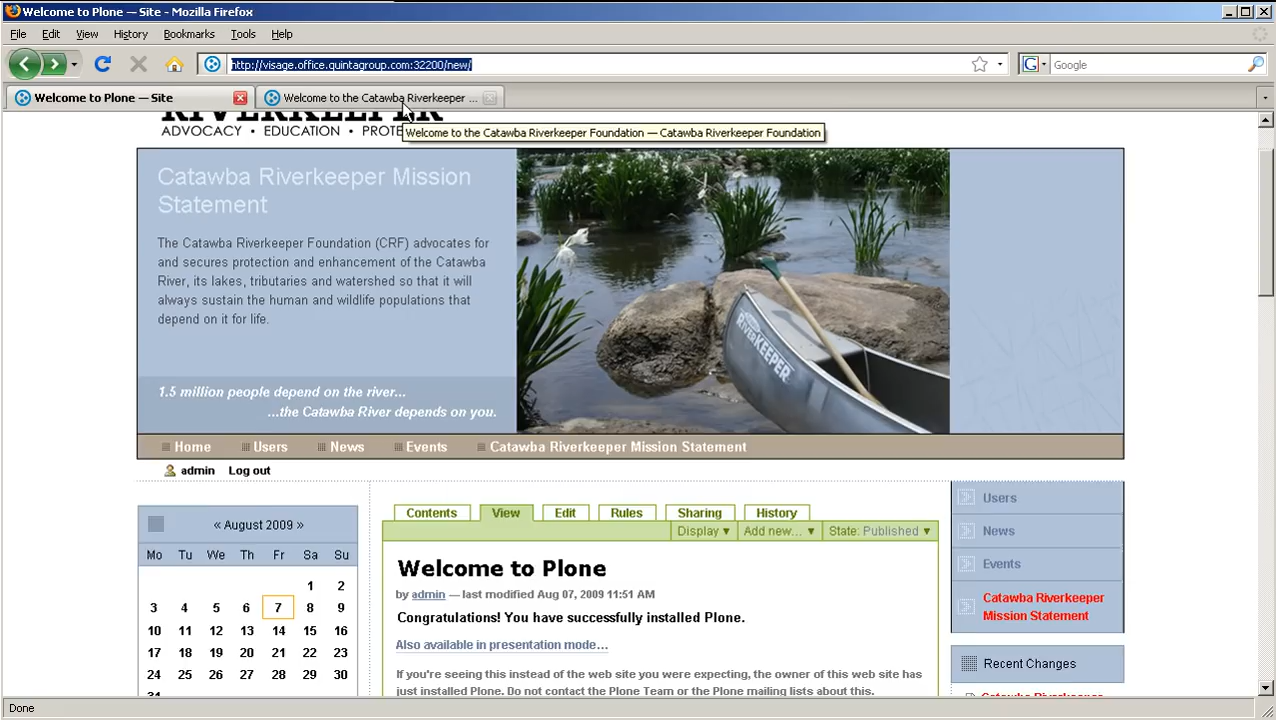 Welcome to Plone — Site - Mozilla Firefox
File Edit View History Bookmarks Tools Help
http://visage.office.quintagroup.com:32200/new/
G Google
Welcome to Plone — Site
Welcome to the Catawba Riverkeeper ...
RIVERKEEPER
ADVOCACY • EDUCATION • PROTE
Welcome to the Catawba Riverkeeper Foundation — Catawba Riverkeeper Foundation
Catawba Riverkeeper Mission
Statement
The Catawba Riverkeeper Foundation (CRF) advocates for
and secures protection and enhancement of the Catawba
River, its lakes, tributaries and watershed so that it will
always sustain the human and wildlife populations that
depend on it for life.
1.5 million people depend on the river...
...the Catawba River depends on you.
RIVERKEEPER
Home Users News Events Catawba Riverkeeper Mission Statement
admin Log out
« August 2009 »
Mo Tu We Th Fr Sa Su
1 2
3 4 5 6 7 8 9
10 11 12 13 14 15 16
17 18 19 20 21 22 23
24 25 26 27 28 29 30
31
Contents View Edit Rules Sharing History
Display ▼ Add new... ▼ State: Published ▼
Welcome to Plone
by admin — last modified Aug 07, 2009 11:51 AM
Congratulations! You have successfully installed Plone.
Also available in presentation mode...
If you're seeing this instead of the web site you were expecting, the owner of this web site has
just installed Plone. Do not contact the Plone Team or the Plone mailing lists about this.
Users
News
Events
Catawba Riverkeeper
Mission Statement
Recent Changes
Catawba Riverkeeper
Done